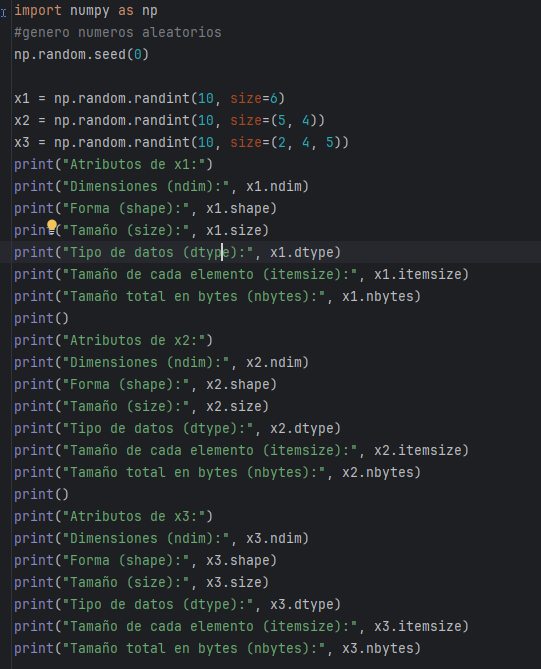 import numpy as np
#genero numeros aleatorios
np.random.seed(0)
x1 = np.random.randint(10, size=6)
x2 = np.random.randint(10, size=(5, 4))
x3 = np.random.randint(10, size=(2, 4, 5))
print("Atributos de x1:")
print("Dimensiones (ndim):", x1.ndim)
print("Forma (shape):", x1.shape)
print("Tamaño (size):", x1.size)
print("Tipo de datos (dtype):", x1.dtype)
print("Tamaño de cada elemento (itemsize):", x1.itemsize)
print("Tamaño total en bytes (nbytes):", x1.nbytes)
print()
print("Atributos de x2:")
print("Dimensiones (ndim):", x2.ndim)
print("Forma (shape):", x2.shape)
print("Tamaño (size):", x2.size)
print("Tipo de datos (dtype):", x2.dtype)
print("Tamaño de cada elemento (itemsize):", x2.itemsize)
print("Tamaño total en bytes (nbytes):", x2.nbytes)
print()
print("Atributos de x3:")
print("Dimensiones (ndim):", x3.ndim)
print("Forma (shape):", x3.shape)
print("Tamaño (size):", x3.size)
print("Tipo de datos (dtype):", x3.dtype)
print("Tamaño de cada elemento (itemsize):", x3.itemsize)
print("Tamaño total en bytes (nbytes):", x3.nbytes)